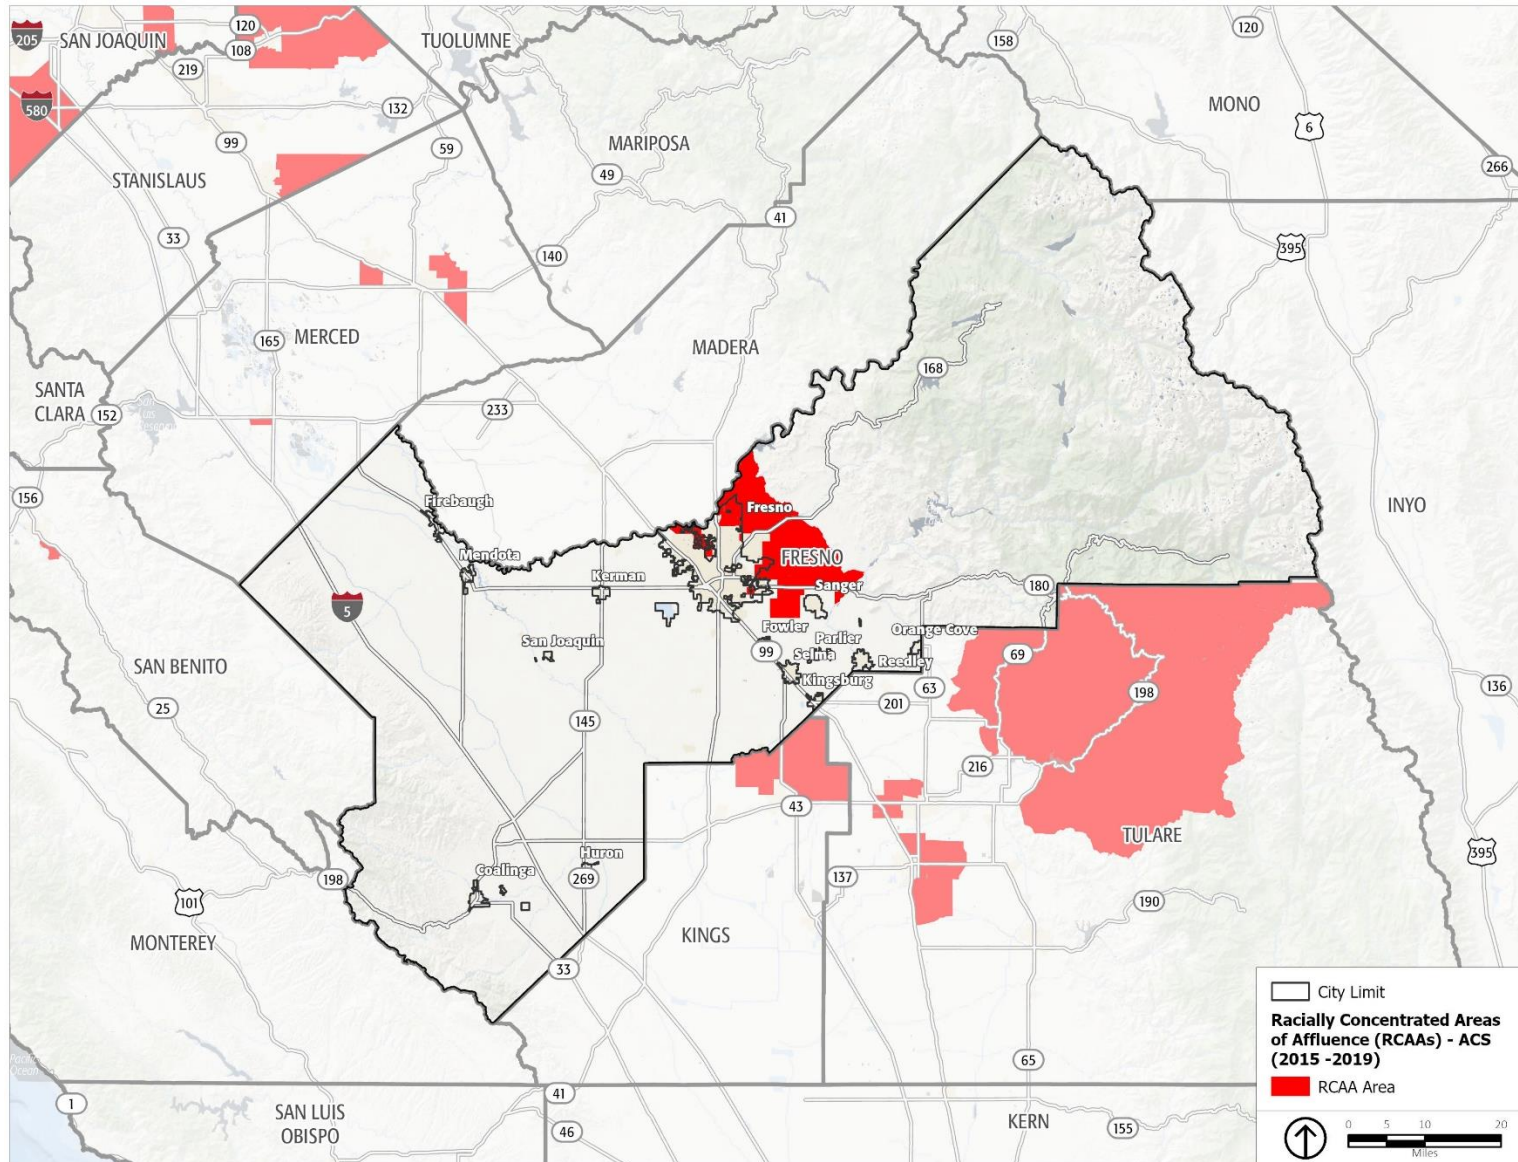 205
SAN JOAQUIN
120
108
TUOLUMNE
158
120
219
580
132
MONO
6
99
59
MARIPOSA
266
STANISLAUS
49
33
41
395
140
165
MERCED
MADERA
168
SANTA
CLARA
152
233
156
Firebaugh
Fresno
INYO
Mendota
FRESNO
Kerman
Sanger
180
5
Fowler
Parlier
Orange Cove
San Joaquin
99
Selma
Reedley
69
SAN BENITO
Kingsburg
63
198
136
25
201
145
216
43
TULARE
395
Huron
Coalinga
198
269
137
101
190
MONTEREY
KINGS
33
City Limit
Racially Concentrated Areas
of Affluence (RCAAs) - ACS
(2015 -2019)
RCAA Area
65
Pacific
Ocean
1
41
SAN LUIS
OBISPO
46
KERN
155
0 5 10 20
Miles